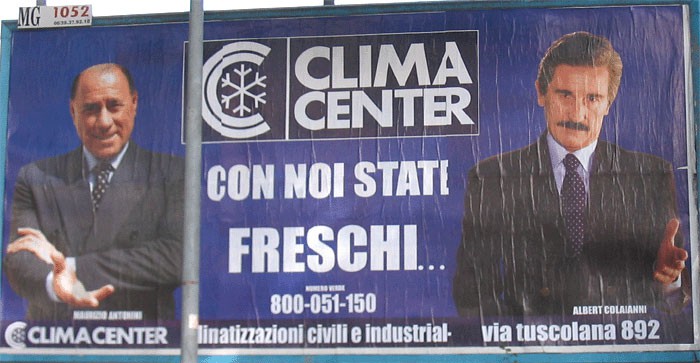 MG 1052
CLIMA
CENTER
CON NOI STATE
FRESCHI...
NUMERO VERDE
800-051-150
MAURIZIO ANTONINI
ALBERT COLAIANNI
CLIMA CENTER
linatizzazioni civili e industrial- via tuscolana 892